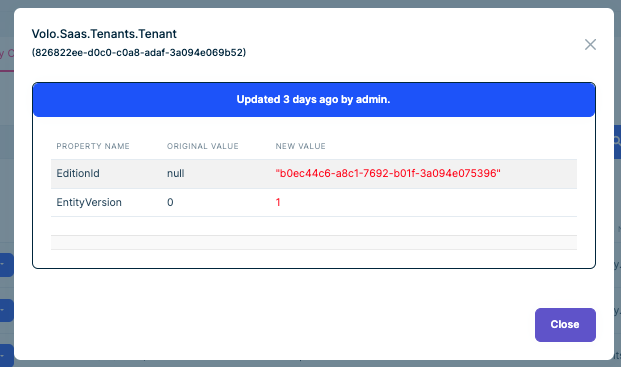 Volo.Saas.Tenants.Tenant
(826822ee-d0c0-c0a8-adaf-3a094e069b52)
Updated 3 days ago by admin.
PROPERTY NAME ORIGINAL VALUE NEW VALUE
EditionId null "b0ec44c6-a8c1-7692-b01f-3a094e075396"
EntityVersion 0 1
Close